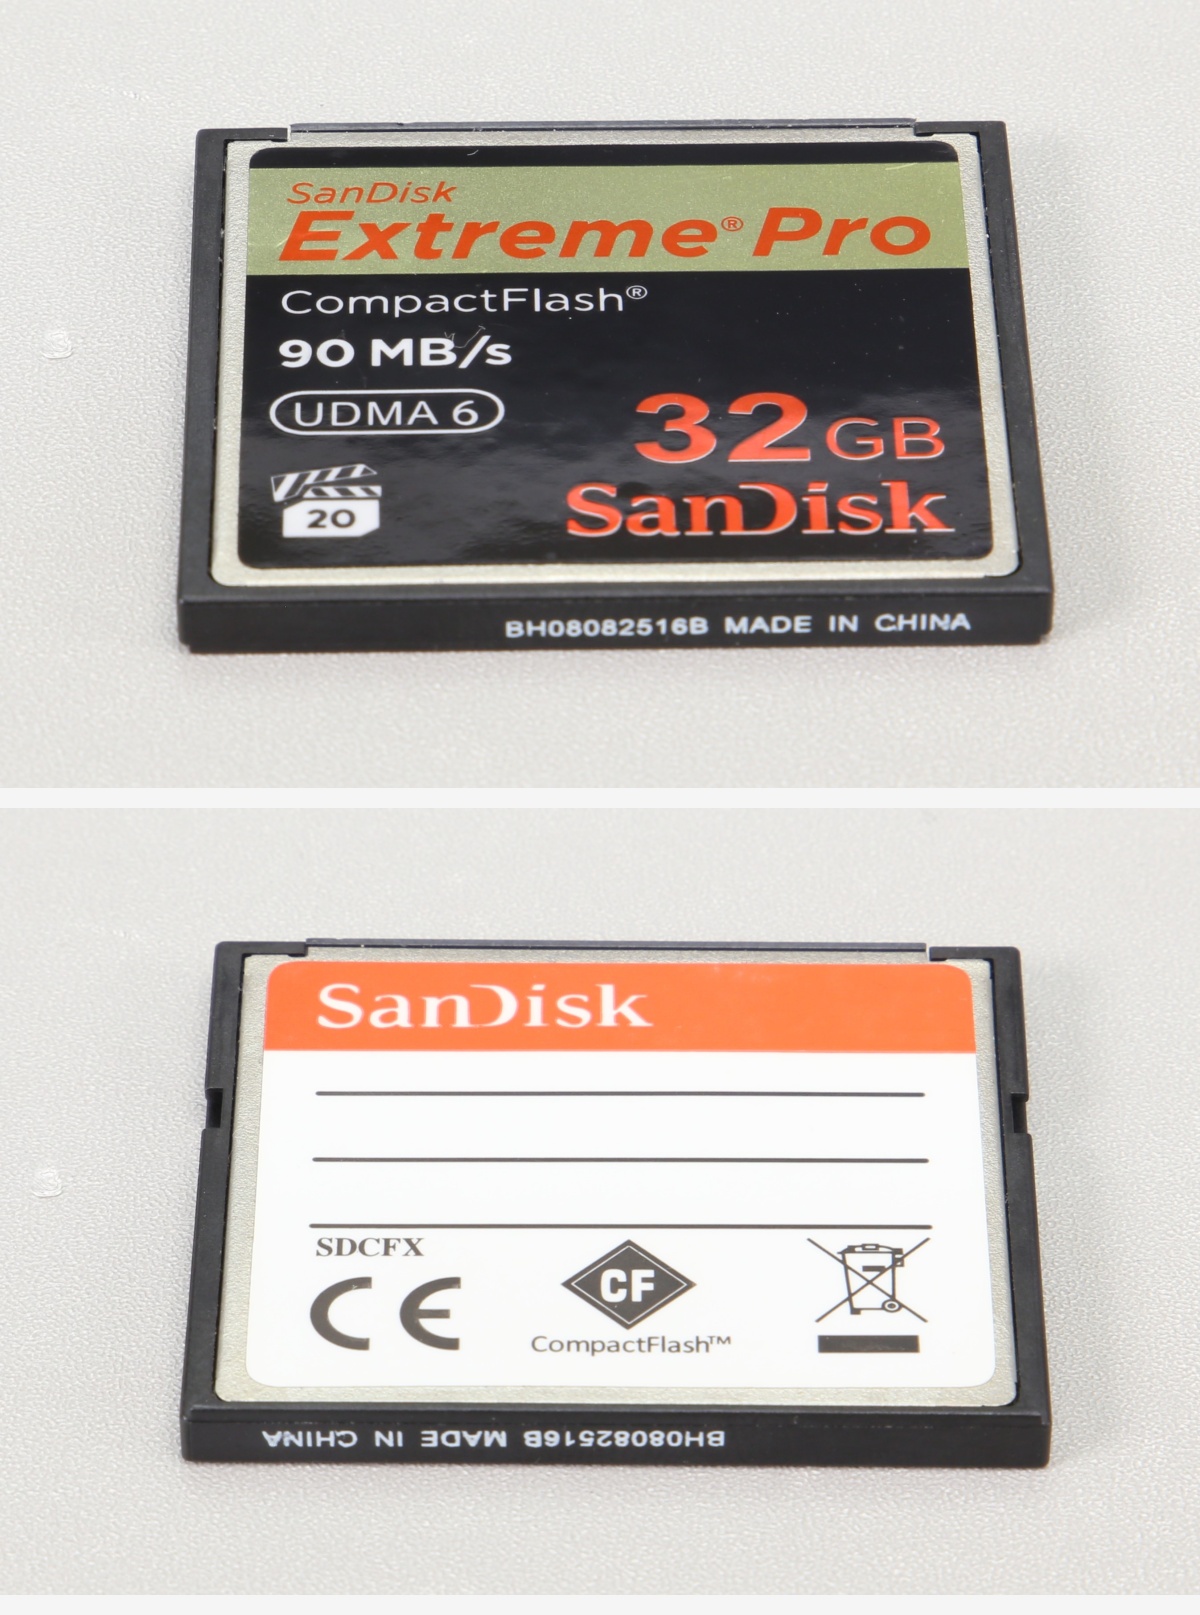 SanDisk
Extreme® Pro
CompactFlash®
90 MB/s
UDMA 6
32GB
20
SanDisk
BH08082516B MADE IN CHINA
SanDisk
SDCFX
CE
CF
CompactFlash™
BH08082516B MADE IN CHINA